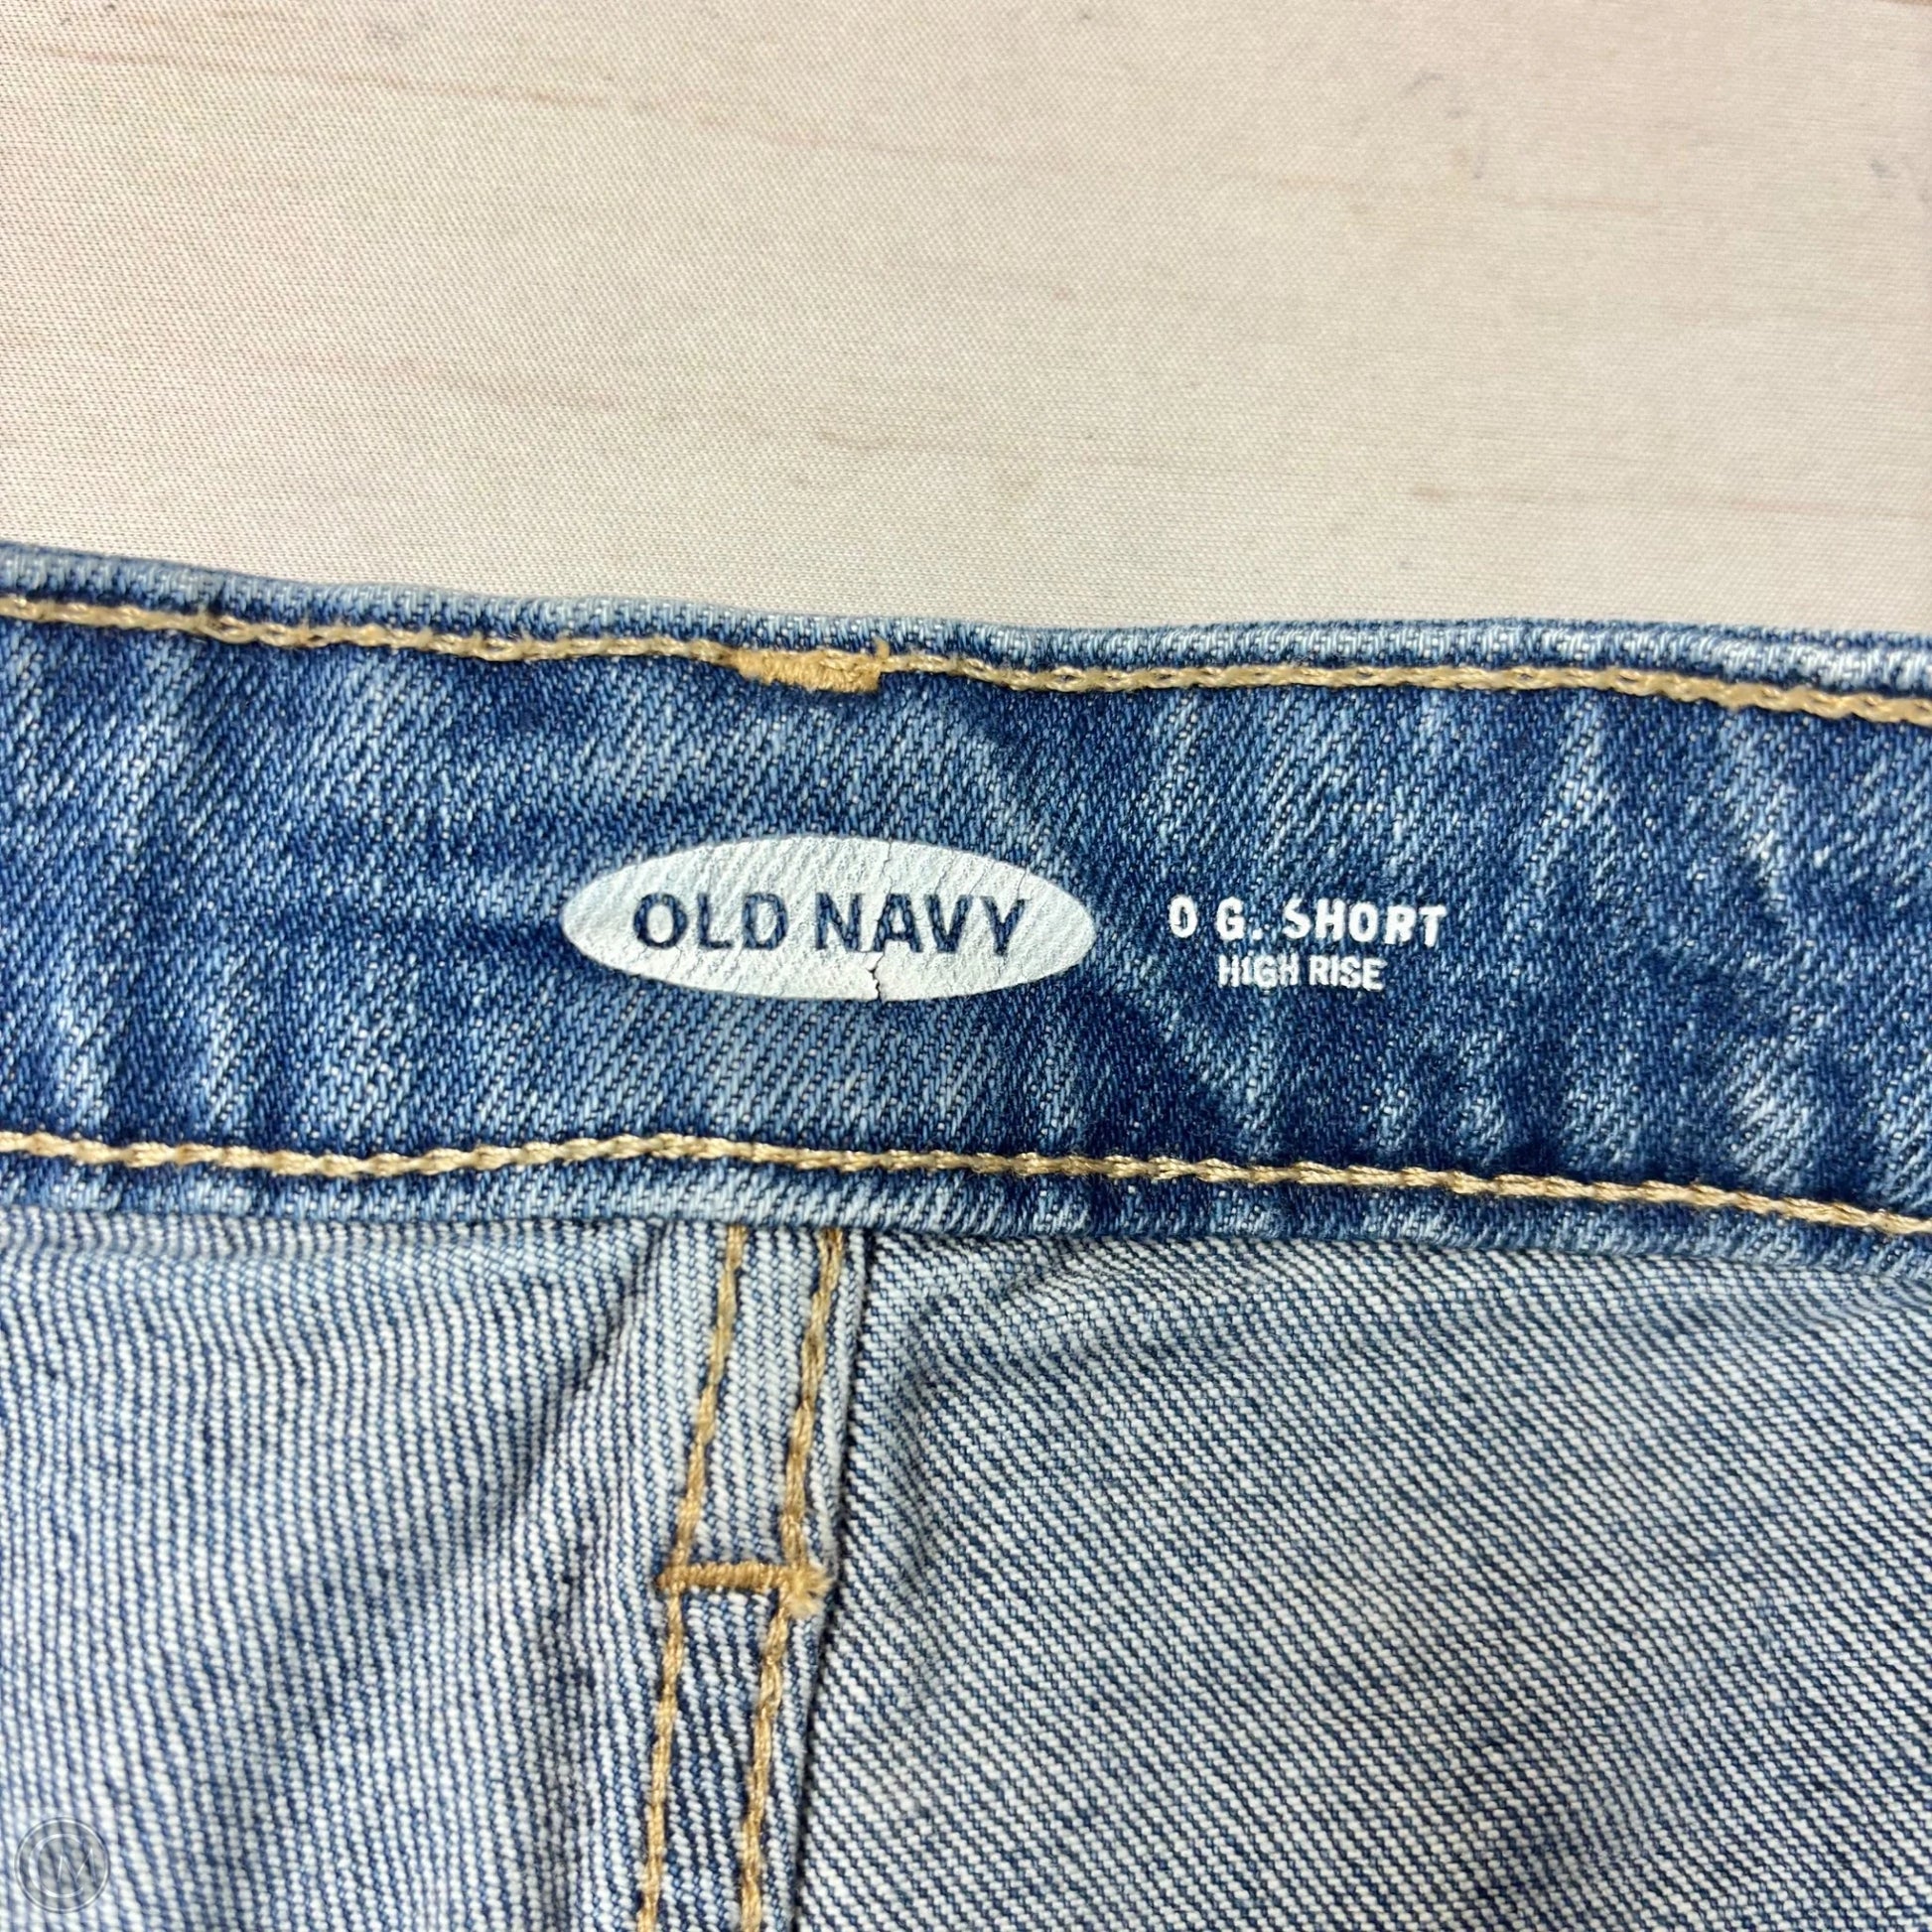 OLD NAVY
O G. SHORT
HIGH RISE